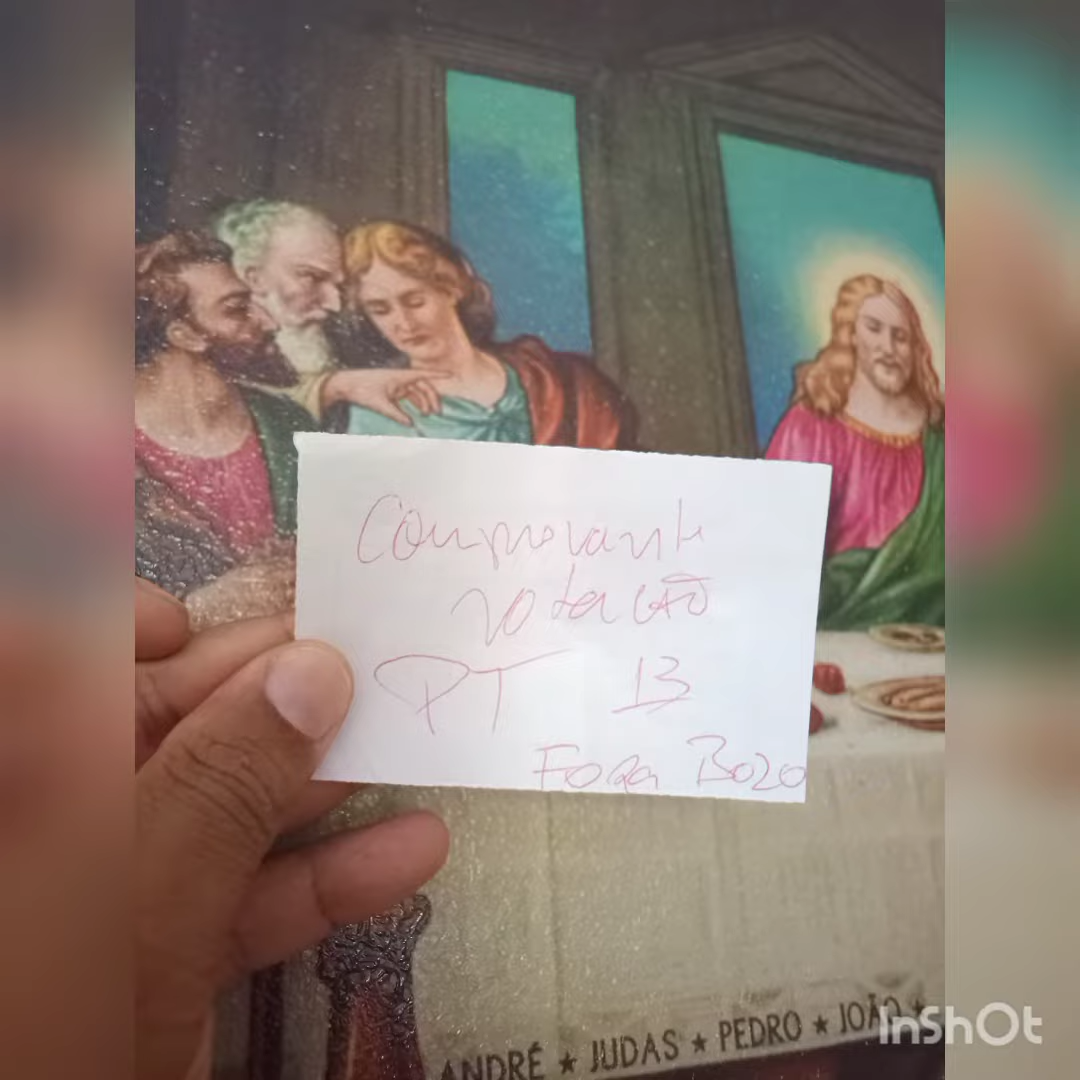 Comprovante
votação
PT 13
Fora Bozo
ANDRÉ ★ JUDAS ★ PEDRO ★ JOÃO ★
InShOt